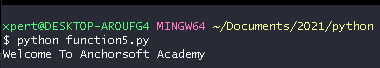 xpert@DESKTOP-AROUFG4 MINGW64 ~/Documents/2021/python
$ python function5.py
Welcome To Anchorsoft Academy